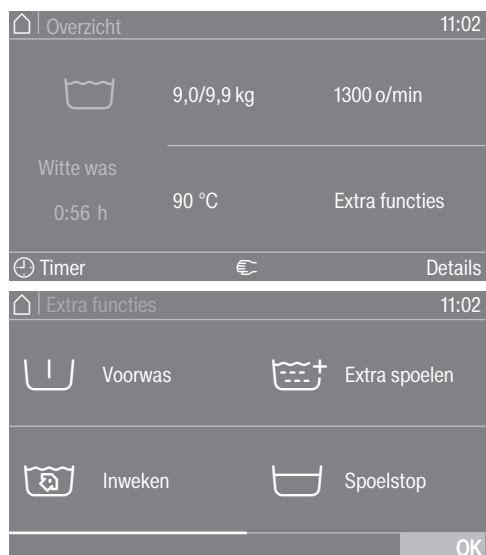 Overzicht 11:02
9,0/9,9 kg 1300 o/min
Witte was
90 °C Extra functies
0:56 h
Timer Details
Extra functies 11:02
Voorwas Extra spoelen
Inweken Spoelstop
OK